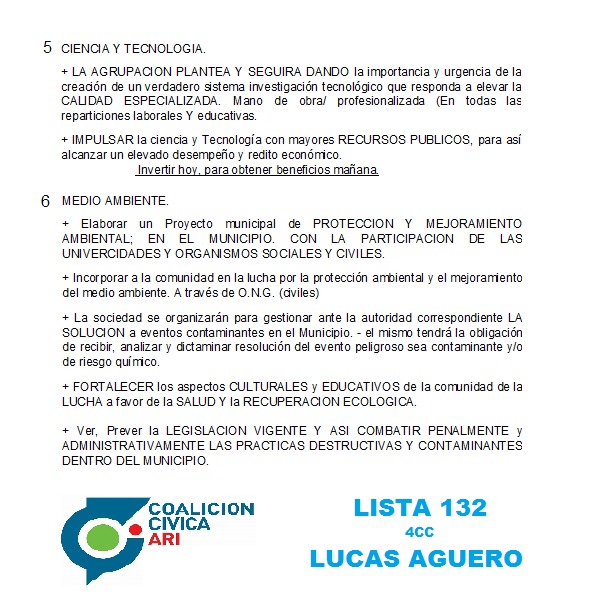 5 CIENCIA Y TECNOLOGIA.
+ LA AGRUPACION PLANTEA Y SEGUIRA DANDO la importancia y urgencia de la
creación de un verdadero sistema investigación tecnológico que responda a elevar la
CALIDAD ESPECIALIZADA. Mano de obra/ profesionalizada (En todas las
reparticiones laborales Y educativas.
+ IMPULSAR la ciencia y Tecnología con mayores RECURSOS PUBLICOS, para así
alcanzar un elevado desempeño y redito económico.
Invertir hoy, para obtener beneficios mañana.
6 MEDIO AMBIENTE.
+ Elaborar un Proyecto municipal de PROTECCION Y MEJORAMIENTO
AMBIENTAL; EN EL MUNICIPIO. CON LA PARTICIPACION DE LAS
UNIVERCIDADES Y ORGANISMOS SOCIALES Y CIVILES.
+ Incorporar a la comunidad en la lucha por la protección ambiental y el mejoramiento
del medio ambiente. A través de O.N.G. (civiles)
+ La sociedad se organizarán para gestionar ante la autoridad correspondiente LA
SOLUCION a eventos contaminantes en el Municipio. - el mismo tendrá la obligación
de recibir, analizar y dictaminar resolución del evento peligroso sea contaminante y/o
de riesgo químico.
+ FORTALECER los aspectos CULTURALES y EDUCATIVOS de la comunidad de la
LUCHA a favor de la SALUD Y la RECUPERACION ECOLOGICA.
+ Ver, Prever la LEGISLACION VIGENTE Y ASI COMBATIR PENALMENTE y
ADMINISTRATIVAMENTE LAS PRACTICAS DESTRUCTIVAS Y CONTAMINANTES
DENTRO DEL MUNICIPIO.
COALICION
CIVICA
ARI
LISTA 132
4CC
LUCAS AGUERO